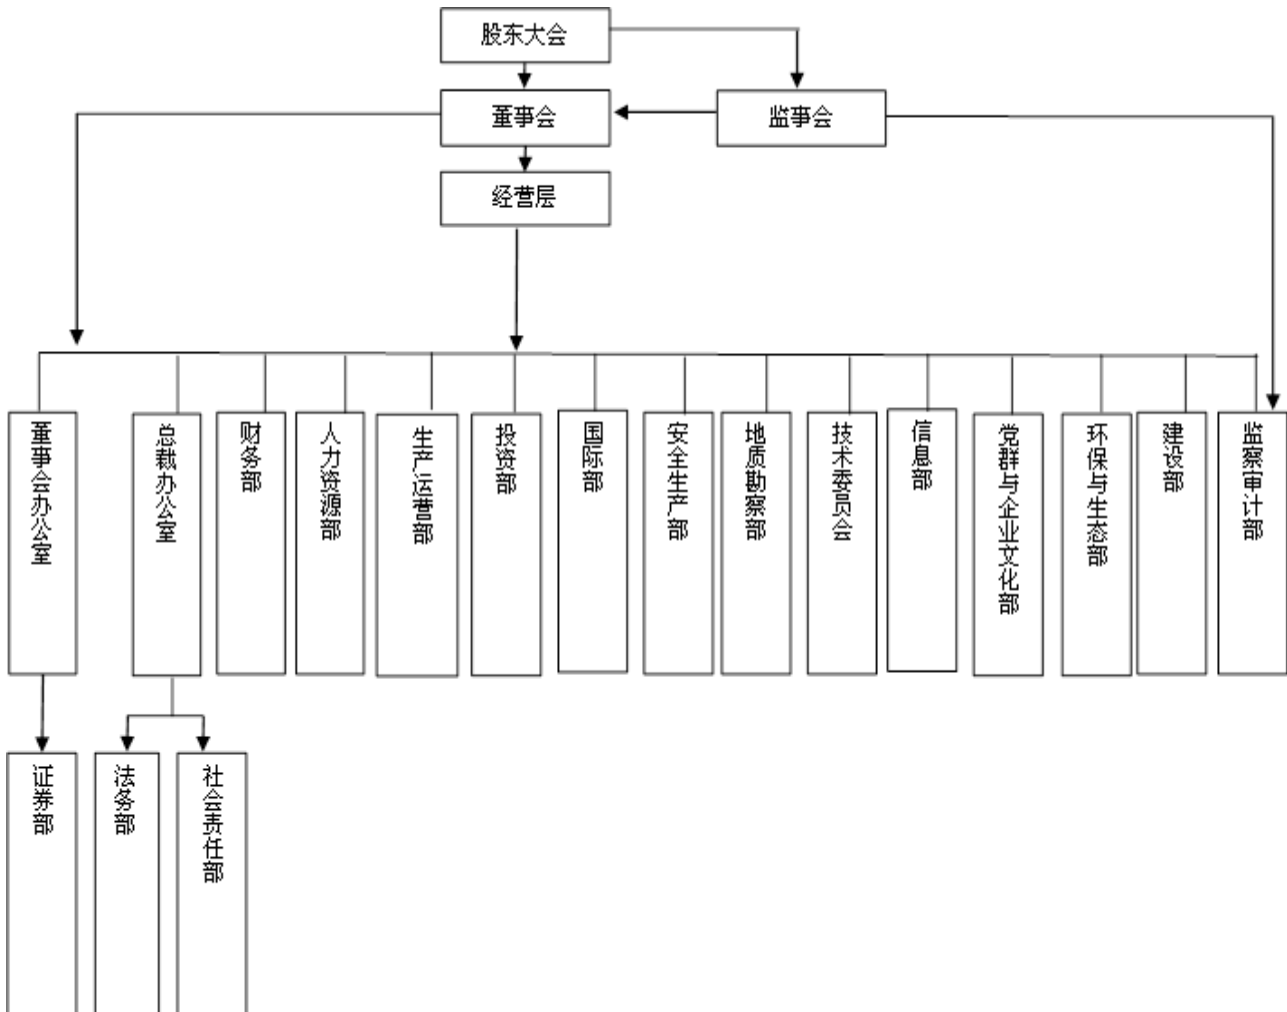 股东大会
董事会
监事会
经营层
董事会办公室
总裁办公室
财务部
人力资源部
生产运营部
投资部
国际部
安全生产部
地质勘察部
技术委员会
信息部
党群与企业文化部
环保与生态部
建设部
监察审计部
证券部
法务部
社会责任部